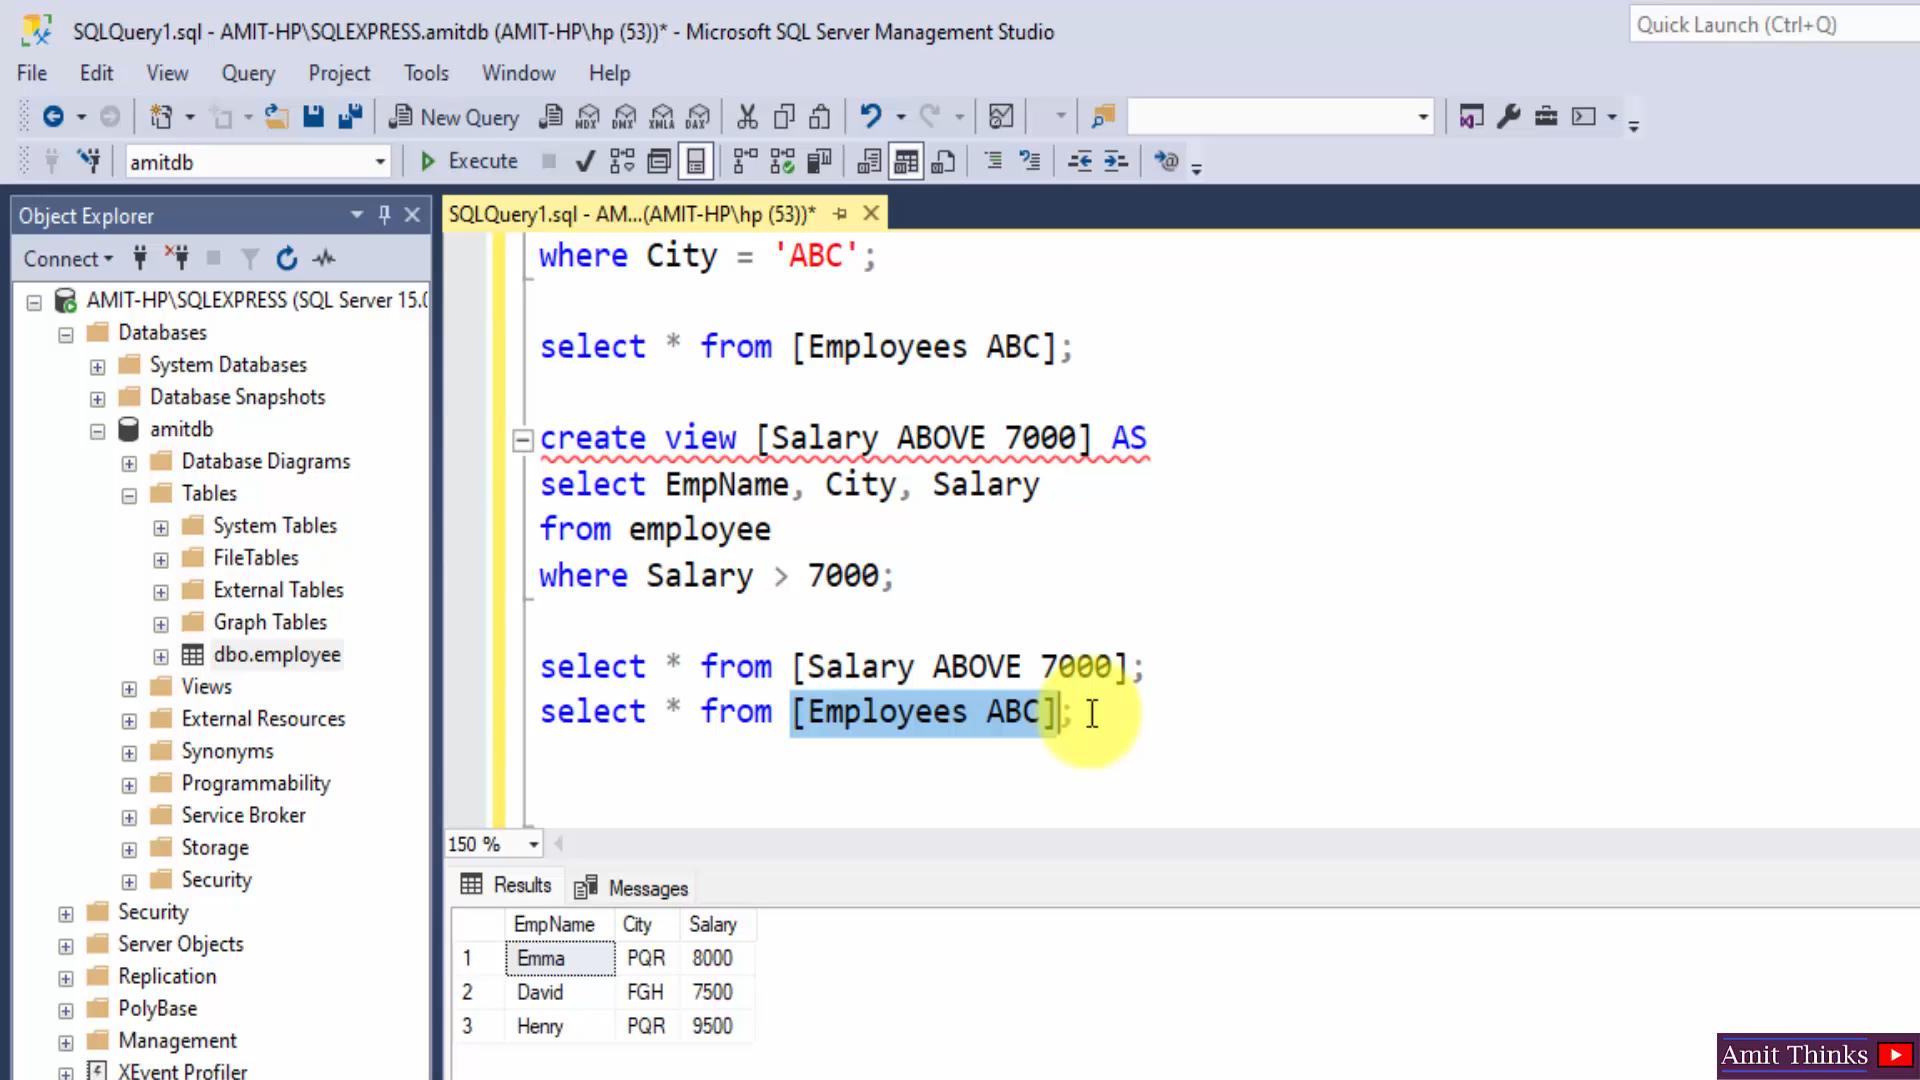 SQLQuery1.sql - AMIT-HP\SQLEXPRESS.amitdb (AMIT-HP\hp (53))* - Microsoft SQL Server Management Studio
Quick Launch (Ctrl+Q)
File Edit View Query Project Tools Window Help
New Query MDX DMX XMLA DAX
amitdb Execute
Object Explorer
SQLQuery1.sql - AM...(AMIT-HP\hp (53))*
Connect
AMIT-HP\SQLEXPRESS (SQL Server 15.0
Databases
System Databases
Database Snapshots
amitdb
Database Diagrams
Tables
System Tables
FileTables
External Tables
Graph Tables
dbo.employee
Views
External Resources
Synonyms
Programmability
Service Broker
Storage
Security
Security
Server Objects
Replication
PolyBase
Management
XEvent Profiler
where City = 'ABC';
select * from [Employees ABC];
create view [Salary ABOVE 7000] AS
select EmpName, City, Salary
from employee
where Salary > 7000;
select * from [Salary ABOVE 7000];
select * from [Employees ABC];
150 %
Results Messages
EmpName City Salary
1 Emma PQR 8000
2 David FGH 7500
3 Henry PQR 9500
Amit Thinks